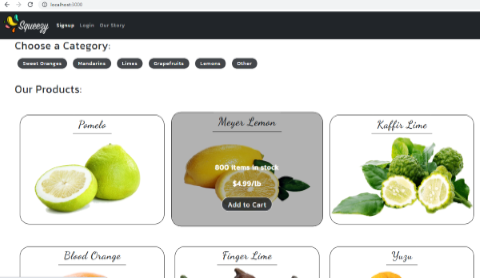 localhost:3000
Squeezy Signup Login Our Story
Choose a Category:
Sweet Oranges Mandarins Limes Grapefruits Lemons Other
Our Products:
Pomelo Meyer Lemon Kaffir Lime
800 items in stock
$4.99/lb
Add to Cart
Blood Orange Finger Lime Yuzu